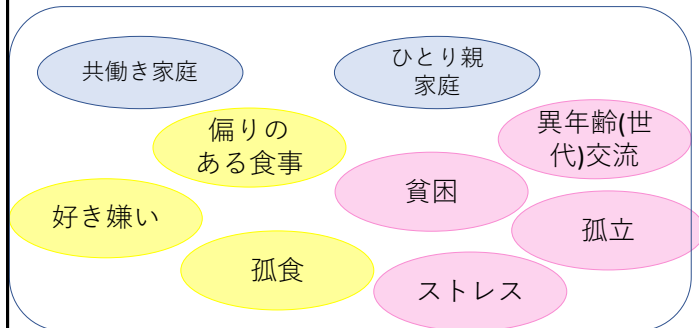 共働き家庭
ひとり親
家庭
偏りの
ある食事
異年齢(世
代)交流
貧困
好き嫌い
孤立
孤食
ストレス